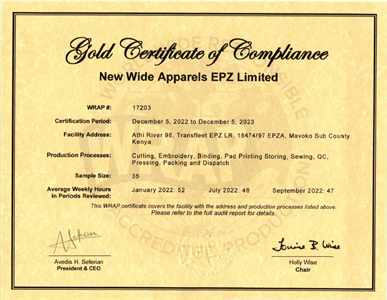 Gold Certificate of Compliance
New Wide Apparels EPZ Limited
WRAP #: 17203
Certification Period: December 5, 2022 to December 5, 2023
Facility Address: Athi River 98, Transfleet EPZ LR. 18474/97 EPZA, Mavoko Sub County
Kenya
Production Processes: Cutting, Embroidery, Binding, Pad Printing Storing, Sewing, QC,
Pressing, Packing and Dispatch
Sample Size: 35
Average Weekly Hours January 2022: 52 July 2022: 48 September 2022: 47
in Periods Reviewed:
This WRAP certificate covers the facility with the address and production processes listed above.
Please refer to the full audit report for details.
Avedis H. Seferian Holly Wise
President & CEO Chair